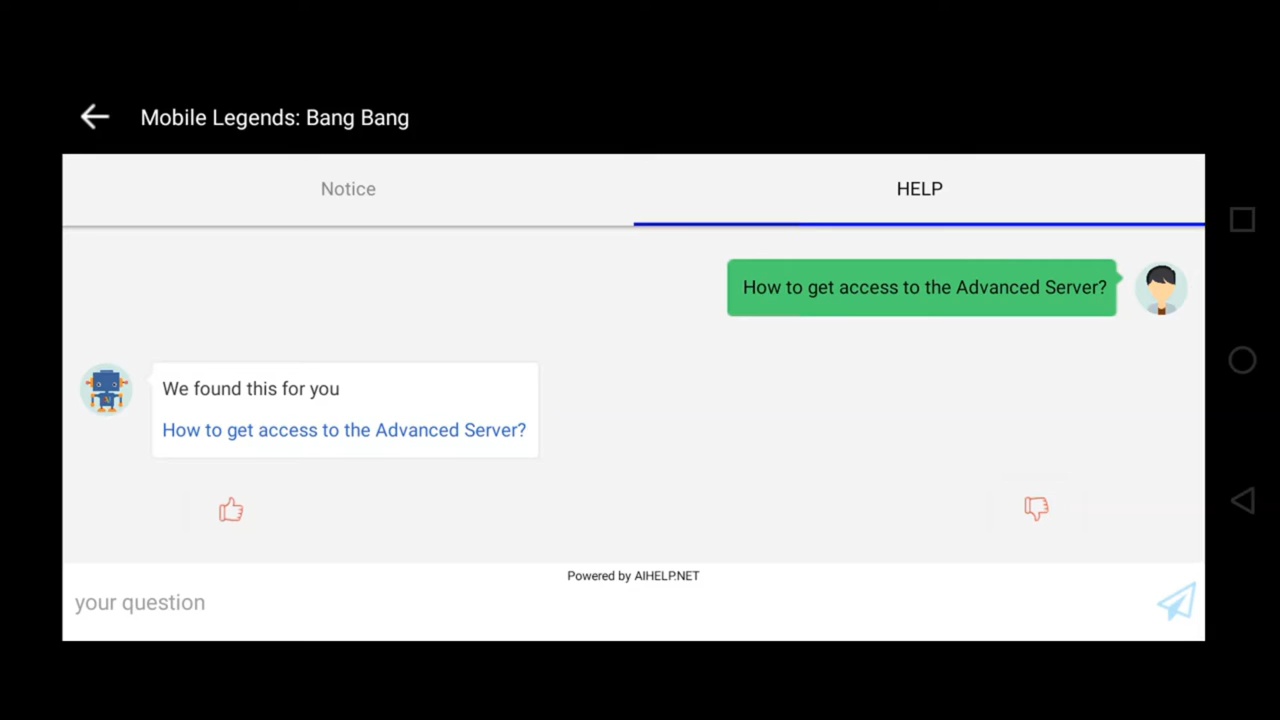 Mobile Legends: Bang Bang
Notice
HELP
How to get access to the Advanced Server?
We found this for you
How to get access to the Advanced Server?
Powered by AIHELP.NET
your question